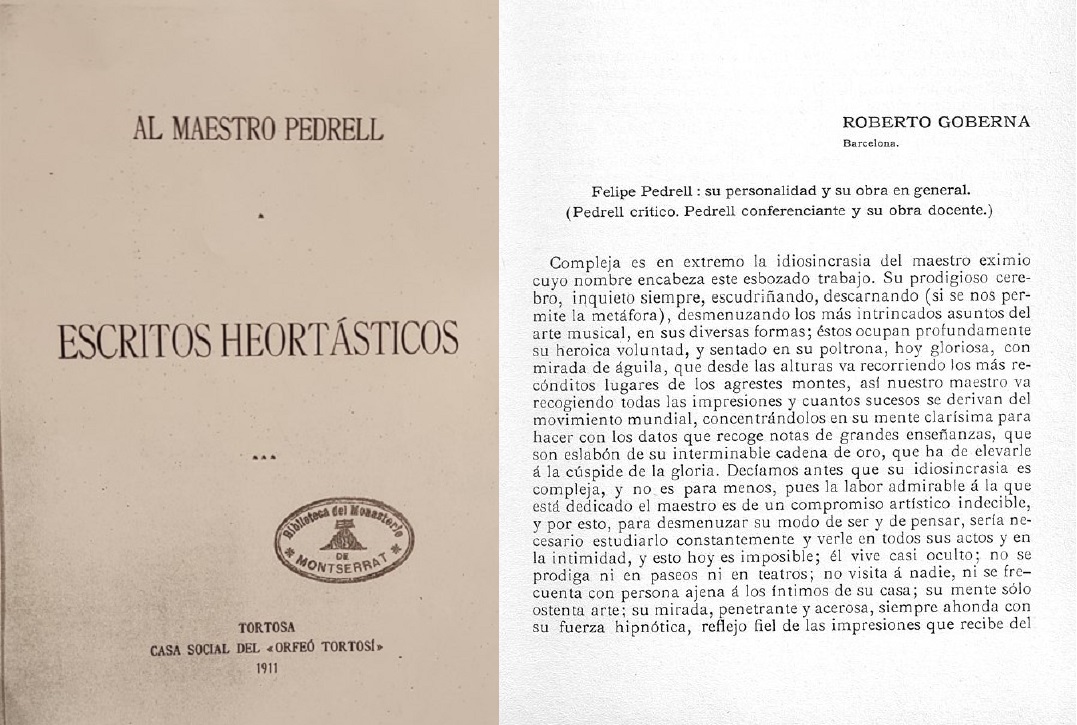 AL MAESTRO PEDRELL
ESCRITOS HEORTÁSTICOS
Biblioteca del Monasterio
DE
MONTSERRAT
TORTOSA
CASA SOCIAL DEL «ORFEÓ TORTOSÍ»
1911
ROBERTO GOBERNA
Barcelona.
Felipe Pedrell : su personalidad y su obra en general.
(Pedrell crítico. Pedrell conferenciante y su obra docente.)
Compleja es en extremo la idiosincrasia del maestro eximio
cuyo nombre encabeza este esbozado trabajo. Su prodigioso cere-
bro, inquieto siempre, escudriñando, descarnando (si se nos per-
mite la metáfora), desmenuzando los más intrincados asuntos del
arte musical, en sus diversas formas; éstos ocupan profundamente
su heroica voluntad, y sentado en su poltrona, hoy gloriosa, con
mirada de águila, que desde las alturas va recorriendo los más re-
cónditos lugares de los agrestes montes, así nuestro maestro va
recogiendo todas las impresiones y cuantos sucesos se derivan del
movimiento mundial, concentrándolos en su mente clarísima para
hacer con los datos que recoge notas de grandes enseñanzas, que
son eslabón de su interminable cadena de oro, que ha de elevarle
á la cúspide de la gloria. Decíamos antes que su idiosincrasia es
compleja, y no es para menos, pues la labor admirable á la que
está dedicado el maestro es de un compromiso artístico indecible,
y por esto, para desmenuzar su modo de ser y de pensar, sería ne-
cesario estudiarlo constantemente y verle en todos sus actos y en
la intimidad, y esto hoy es imposible; él vive casi oculto; no se
prodiga ni en paseos ni en teatros; no visita á nadie, ni se fre-
cuenta con persona ajena á los íntimos de su casa; su mente sólo
ostenta arte; su mirada, penetrante y acerosa, siempre ahonda con
su fuerza hipnótica, reflejo fiel de las impresiones que recibe del